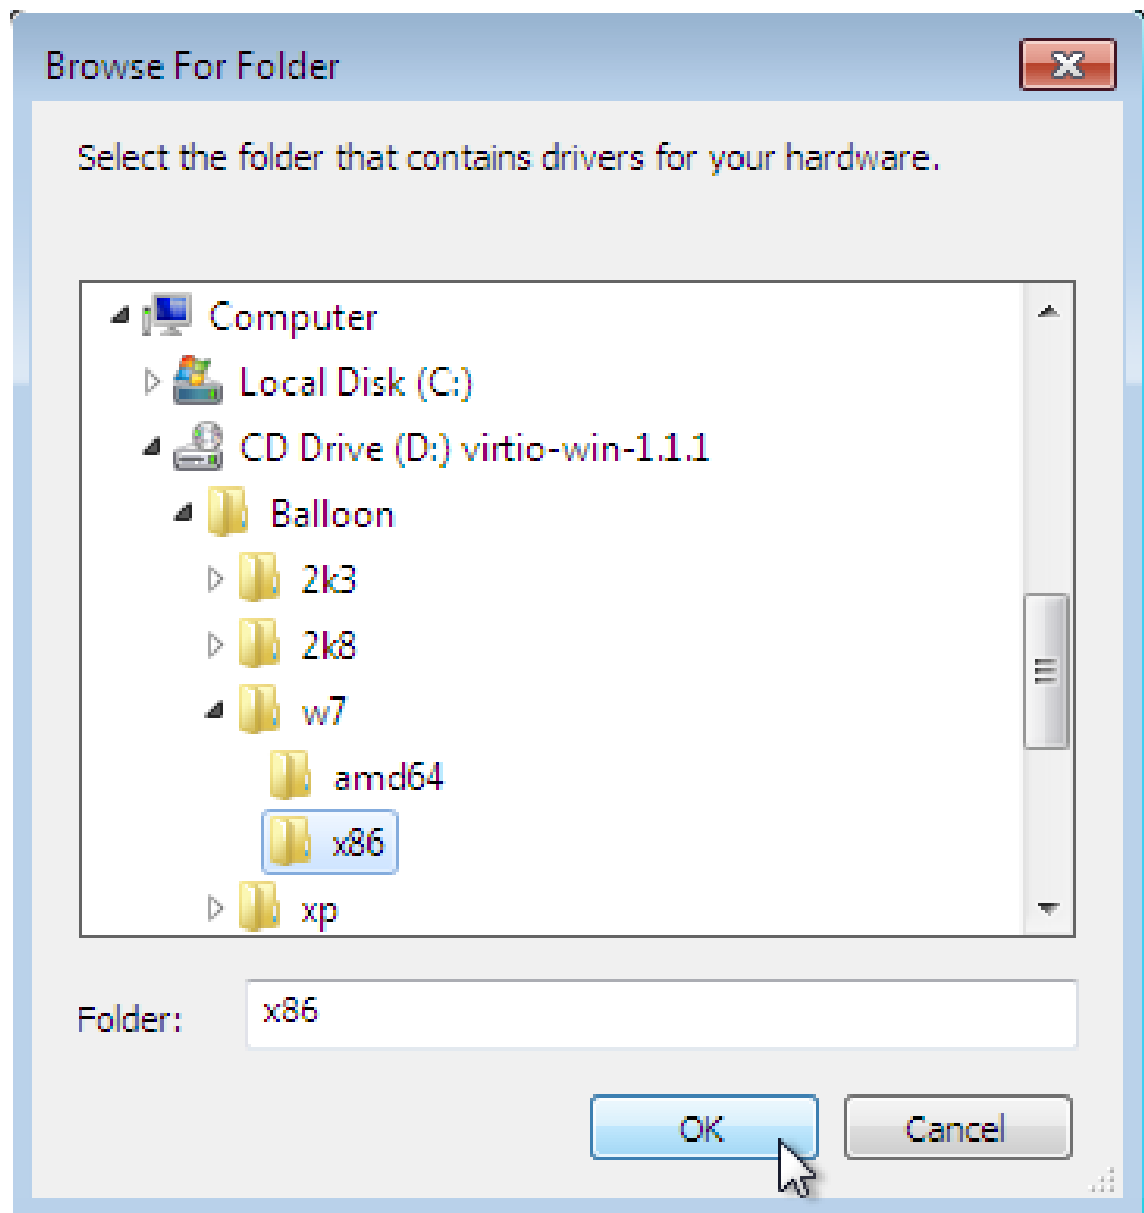 Browse For Folder
Select the folder that contains drivers for your hardware.
Computer
Local Disk (C:)
CD Drive (D:) virtio-win-1.1.1
Balloon
2k3
2k8
w7
amd64
x86
xp
Folder: x86
OK Cancel